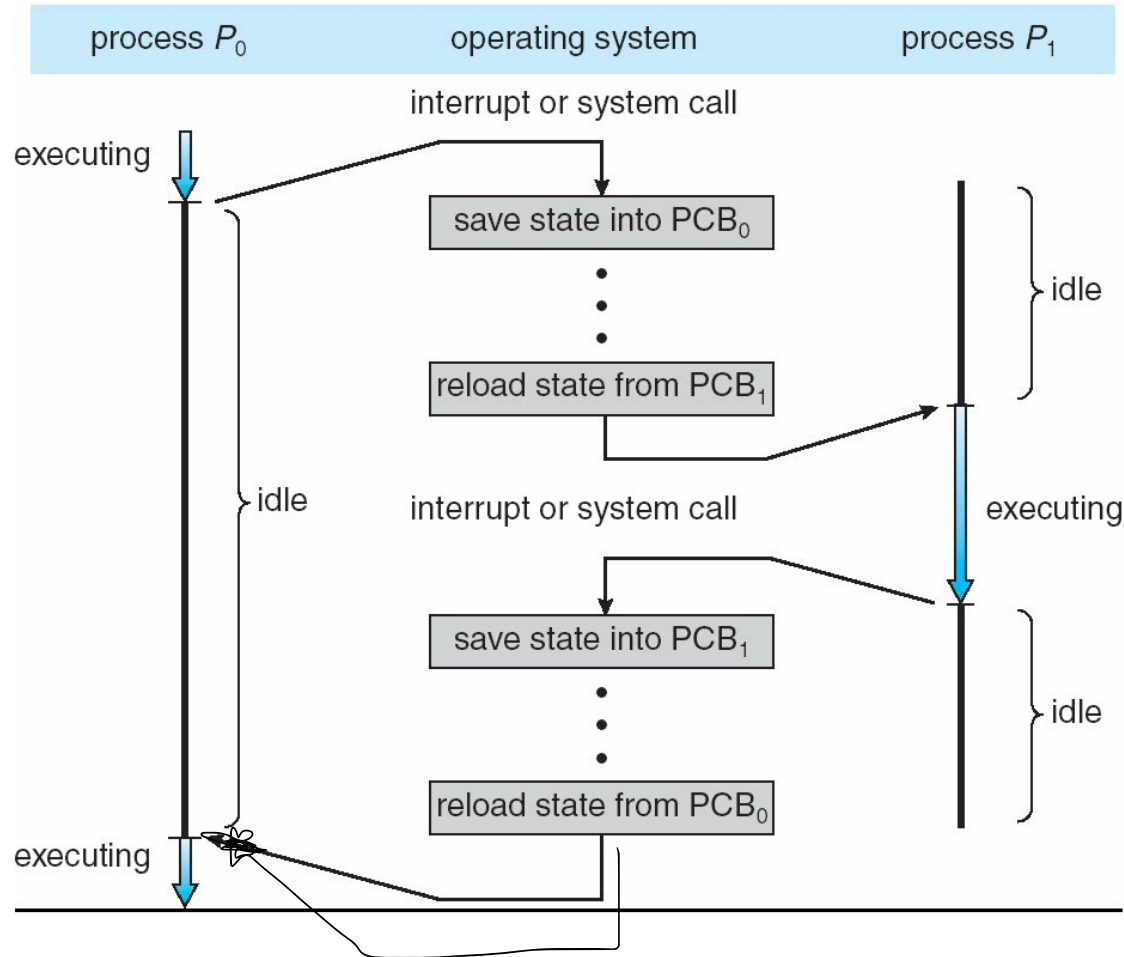 process P₀ operating system process P₁
interrupt or system call
executing
save state into PCB₀
idle
reload state from PCB₁
idle
interrupt or system call
executing
save state into PCB₁
idle
reload state from PCB₀
executing